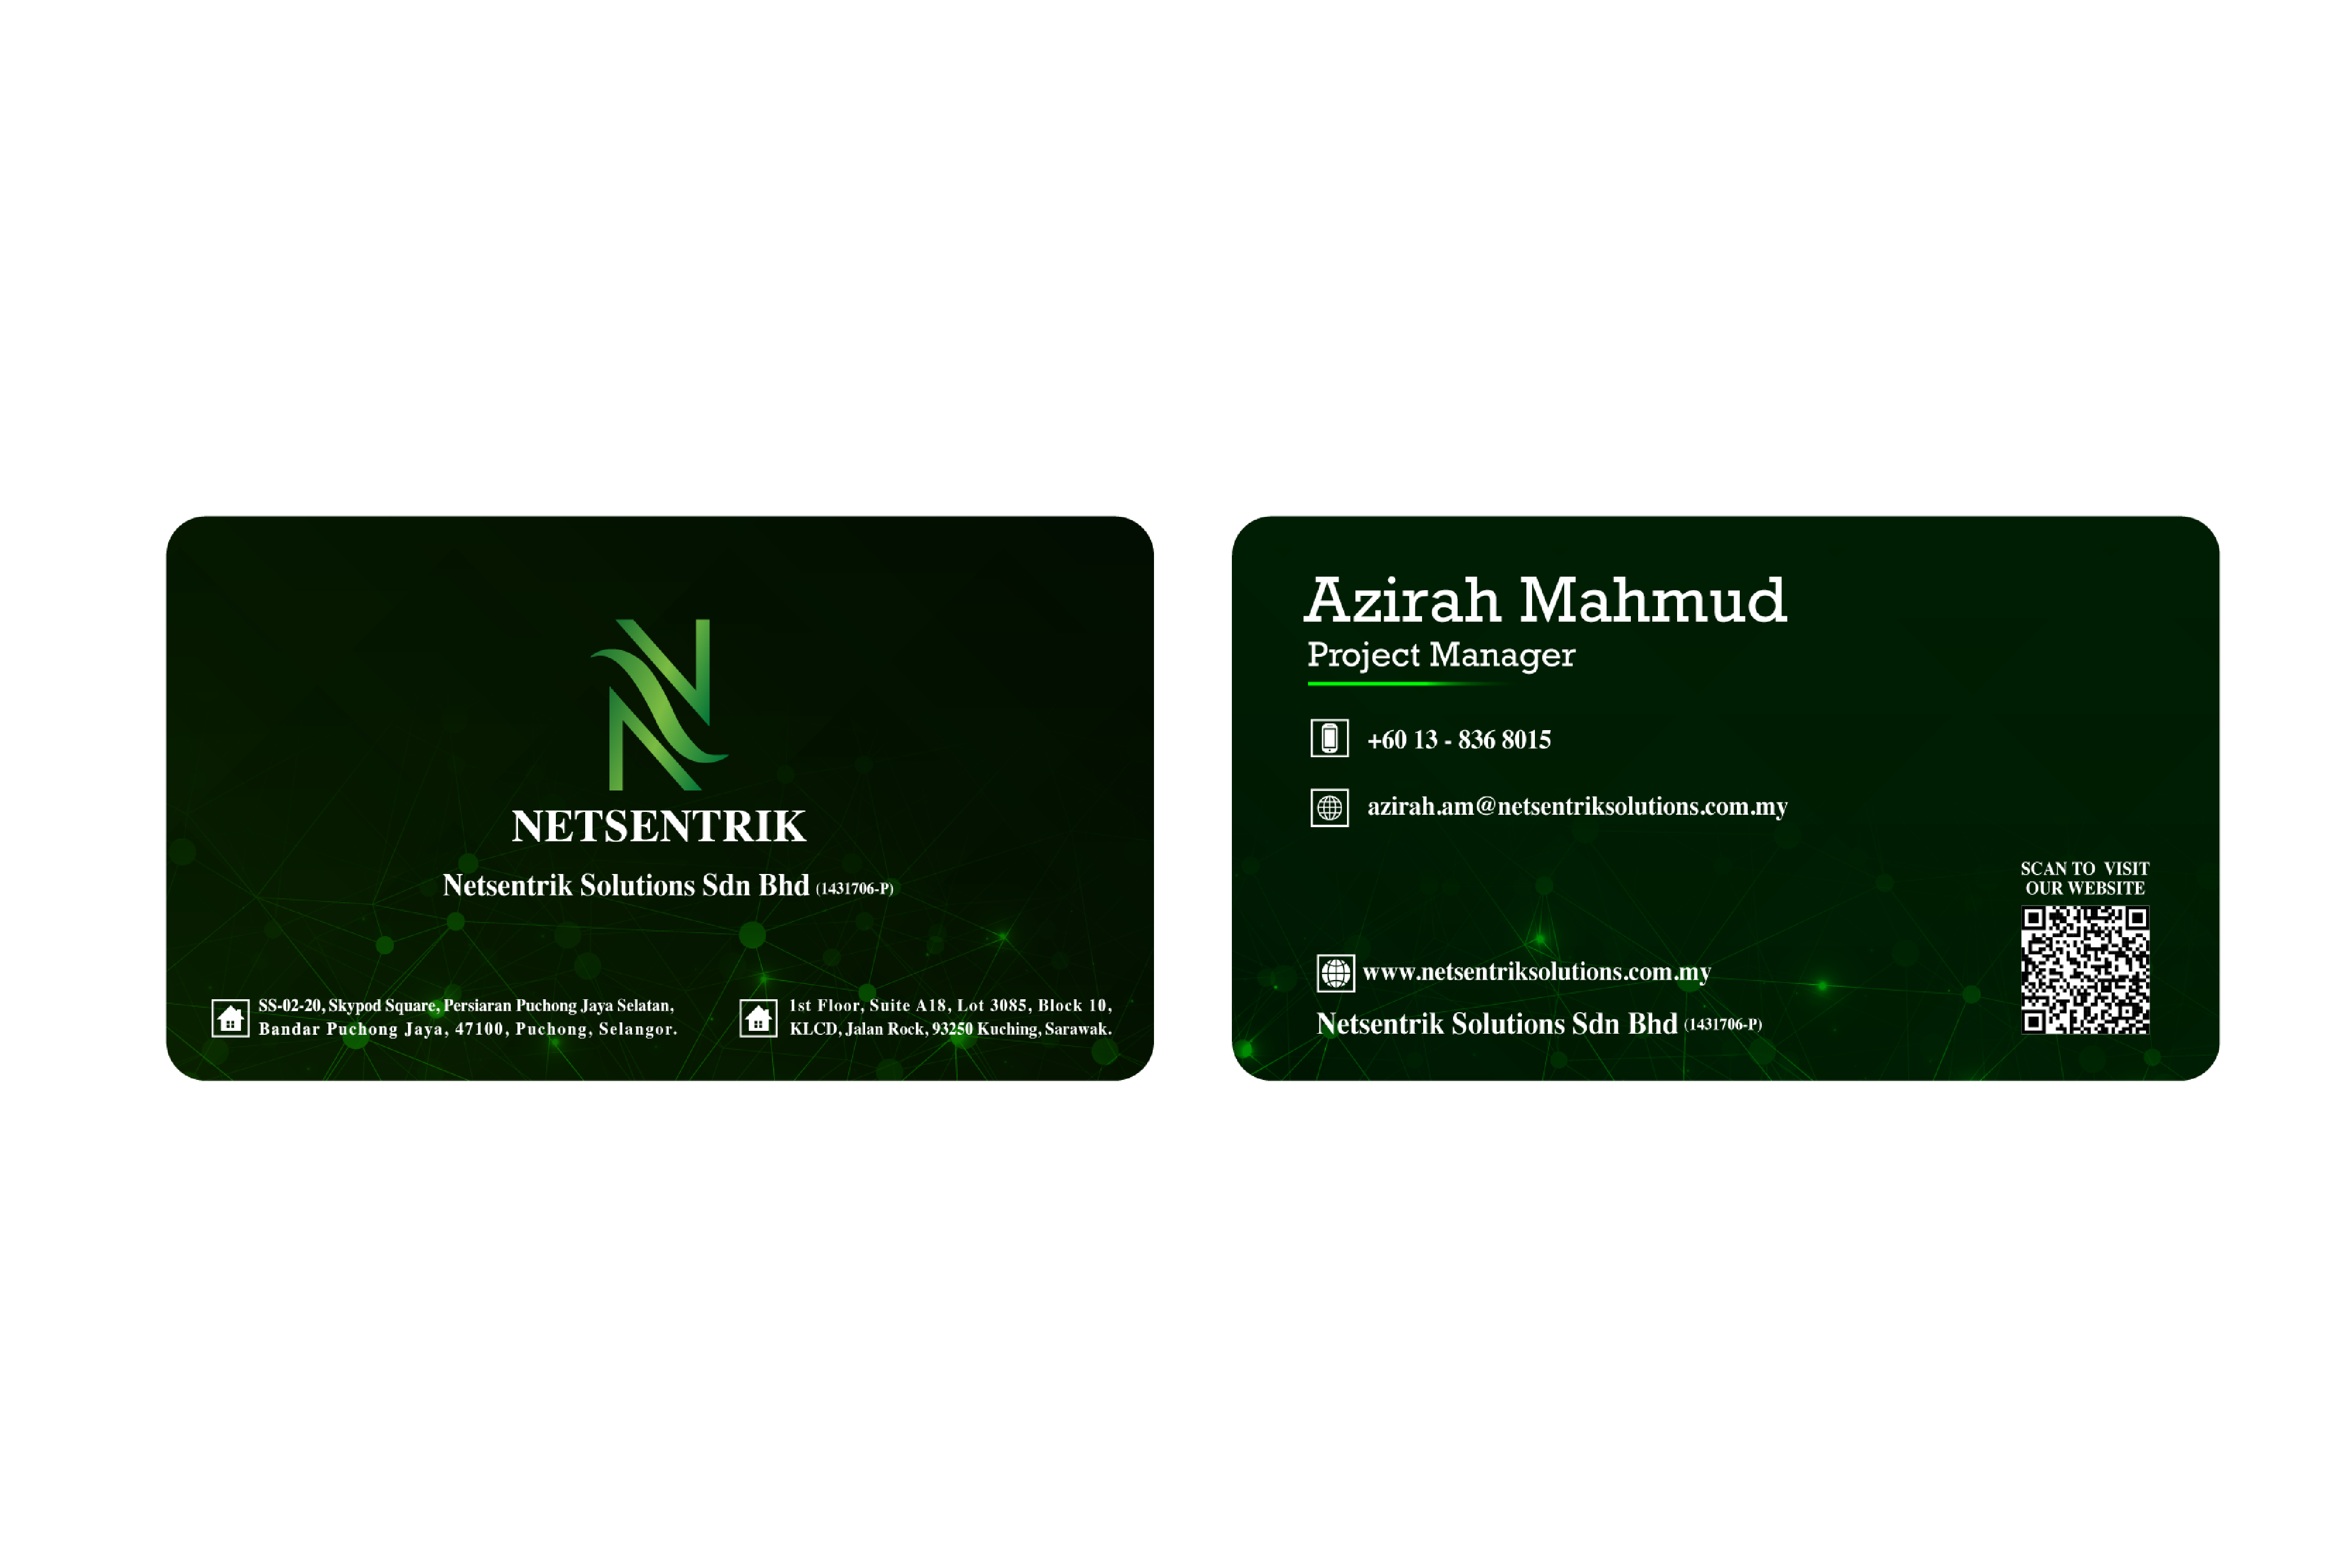 NETSENTRIK
Netsentrik Solutions Sdn Bhd (1431706-P)
SS-02-20, Skypod Square, Persiaran Puchong Jaya Selatan,
Bandar Puchong Jaya, 47100, Puchong, Selangor.
1st Floor, Suite A18, Lot 3085, Block 10,
KLCD, Jalan Rock, 93250 Kuching, Sarawak.
Azirah Mahmud
Project Manager
+60 13 - 836 8015
azirah.am@netsentriksolutions.com.my
SCAN TO VISIT
OUR WEBSITE
www.netsentriksolutions.com.my
Netsentrik Solutions Sdn Bhd (1431706-P)